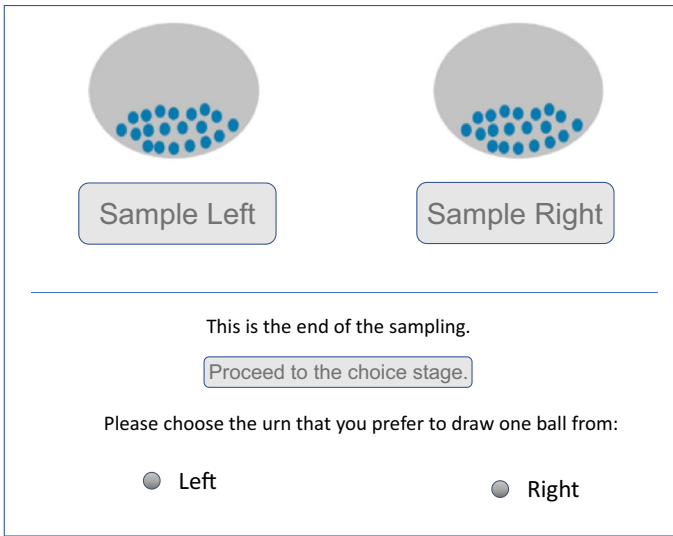 Sample Left
Sample Right
This is the end of the sampling.
Proceed to the choice stage.
Please choose the urn that you prefer to draw one ball from:
Left
Right